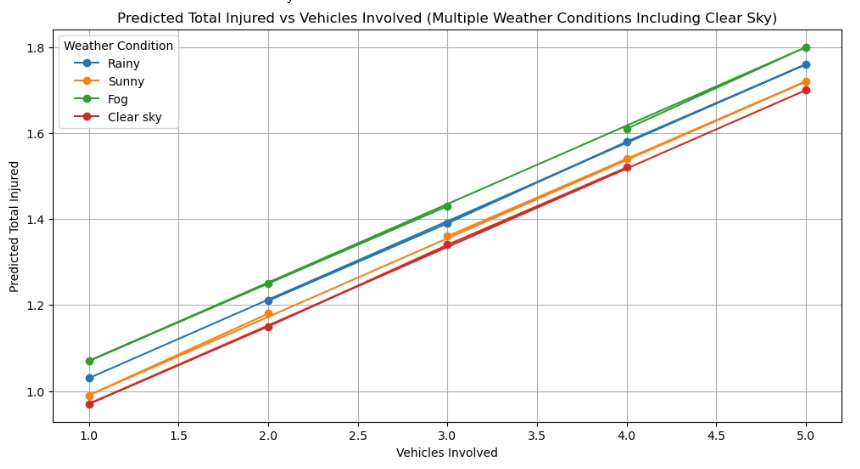 Predicted Total Injured vs Vehicles Involved (Multiple Weather Conditions Including Clear Sky)
Weather Condition
Rainy
Sunny
Fog
Clear sky
Predicted Total Injured
1.8
1.6
1.4
1.2
1.0
1.0 1.5 2.0 2.5 3.0 3.5 4.0 4.5 5.0
Vehicles Involved